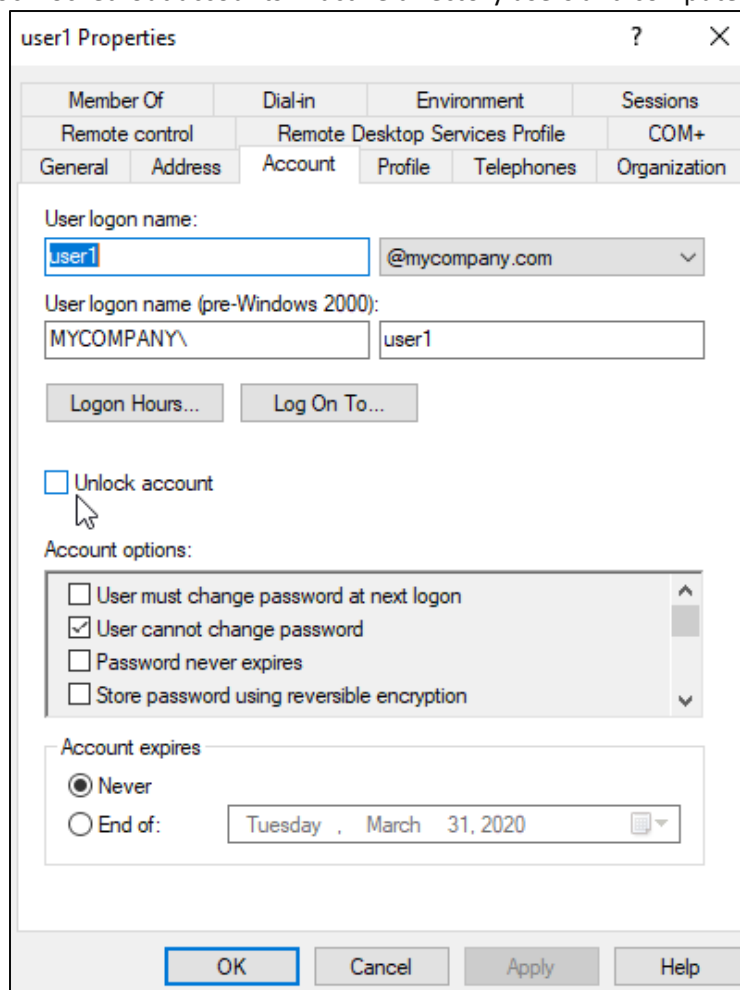 user1 Properties ? ✕
Member Of Dial-in Environment Sessions
Remote control Remote Desktop Services Profile COM+
General Address Account Profile Telephones Organization
User logon name:
user1 @mycompany.com
User logon name (pre-Windows 2000):
MYCOMPANY\ user1
Logon Hours... Log On To...
Unlock account
Account options:
User must change password at next logon
User cannot change password
Password never expires
Store password using reversible encryption
Account expires
Never
End of: Tuesday , March 31, 2020
OK Cancel Apply Help